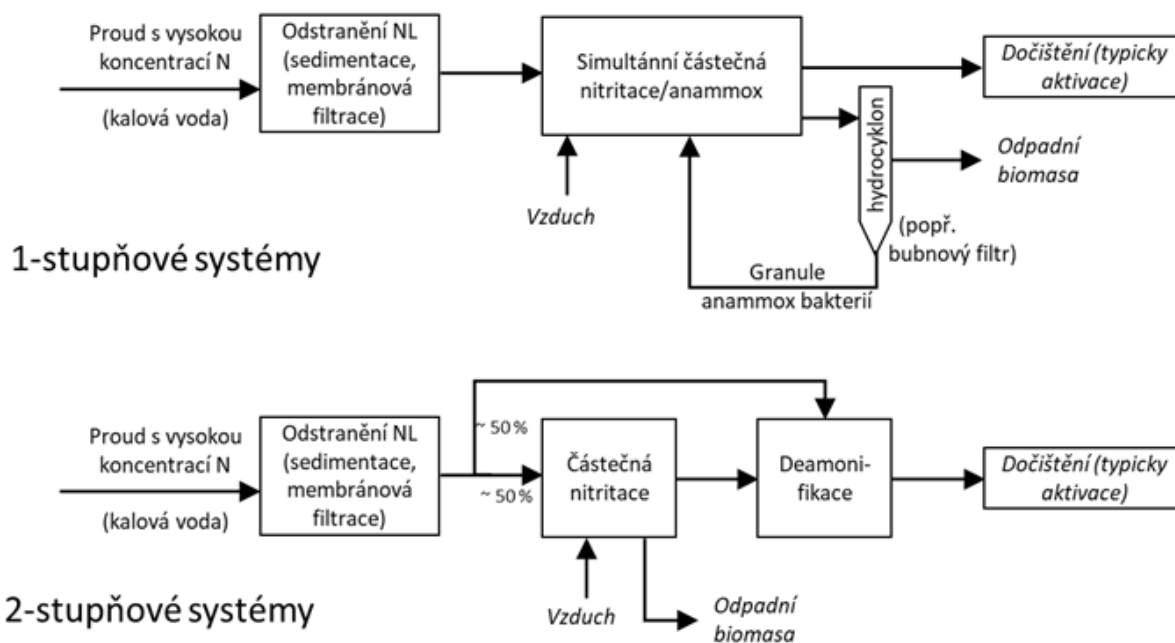 Proud s vysokou
koncentrací N
(kalová voda)
Odstranění NL
(sedimentace,
membránová
filtrace)
Simultánní částečná
nitritace/anammox
Dočištění (typicky
aktivace)
hydrocyklon
Odpadní
biomasa
Vzduch
(popř.
bubnový filtr)
Granule
anammox bakterií
1-stupňové systémy
Proud s vysokou
koncentrací N
(kalová voda)
Odstranění NL
(sedimentace,
membránová
filtrace)
~ 50 %
~ 50 %
Částečná
nitritace
Deamoni-
fikace
Dočištění (typicky
aktivace)
Vzduch
Odpadní
biomasa
2-stupňové systémy